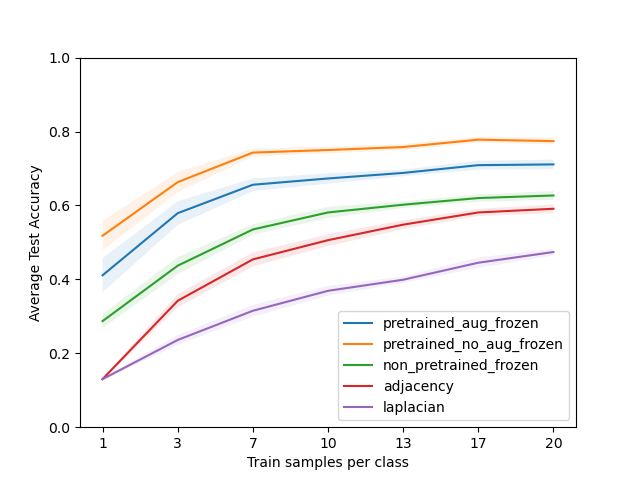 1.0
0.8
0.6
0.4
0.2
0.0
Average Test Accuracy
pretrained_aug_frozen
pretrained_no_aug_frozen
non_pretrained_frozen
adjacency
laplacian
1 3 7 10 13 17 20
Train samples per class